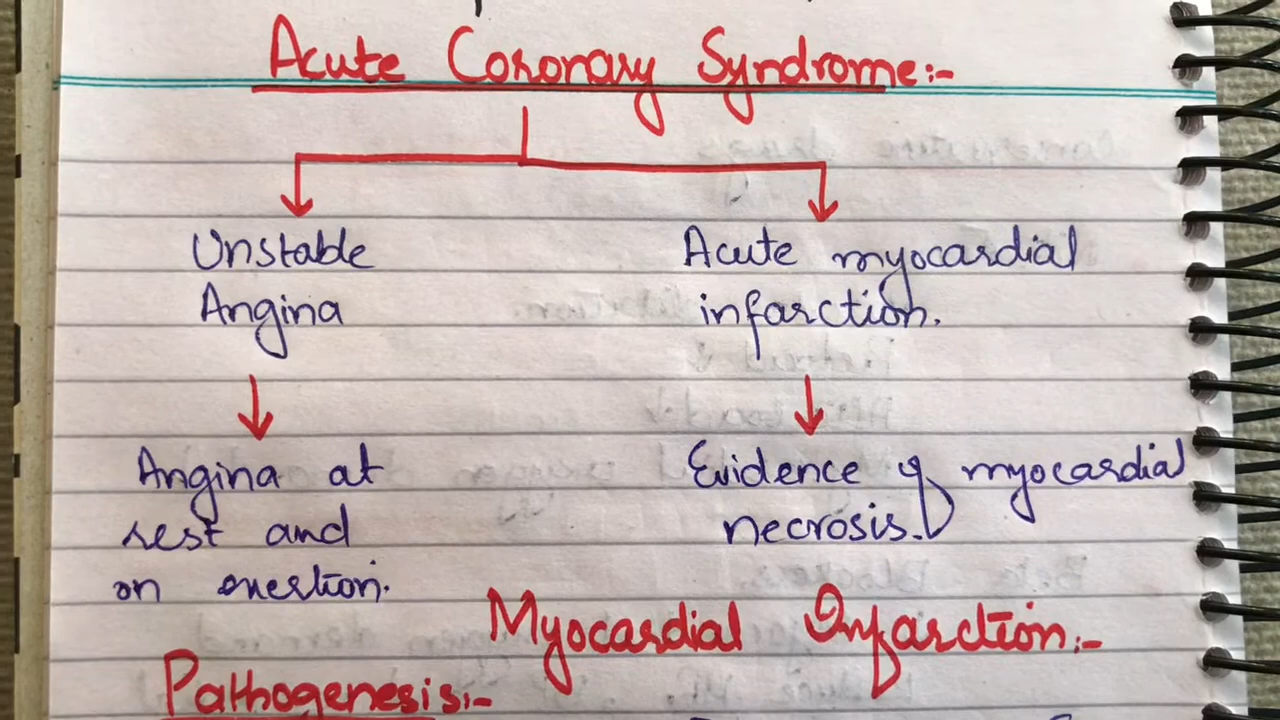 Acute Coronary Syndrome:-
Unstable
Angina
Acute myocardial
infarction.
Angina at
rest and
on exertion.
Evidence of myocardial
necrosis.
Myocardial Infarction:-
Pathogenesis:-